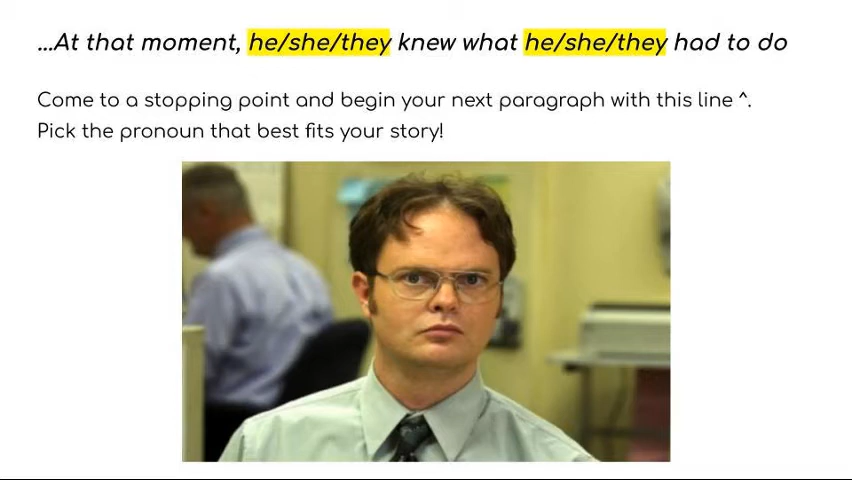 ...At that moment, he/she/they knew what he/she/they had to do
Come to a stopping point and begin your next paragraph with this line ^.
Pick the pronoun that best fits your story!